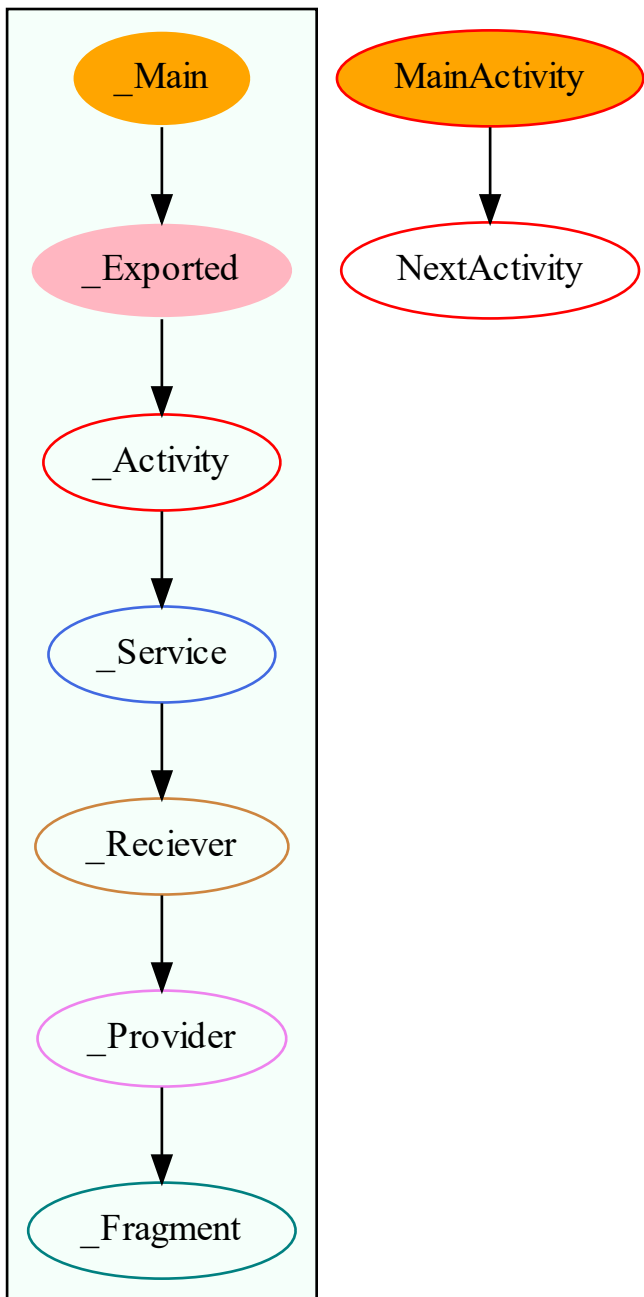 _Main
_Exported
_Activity
_Service
_Reciever
_Provider
_Fragment
MainActivity
NextActivity